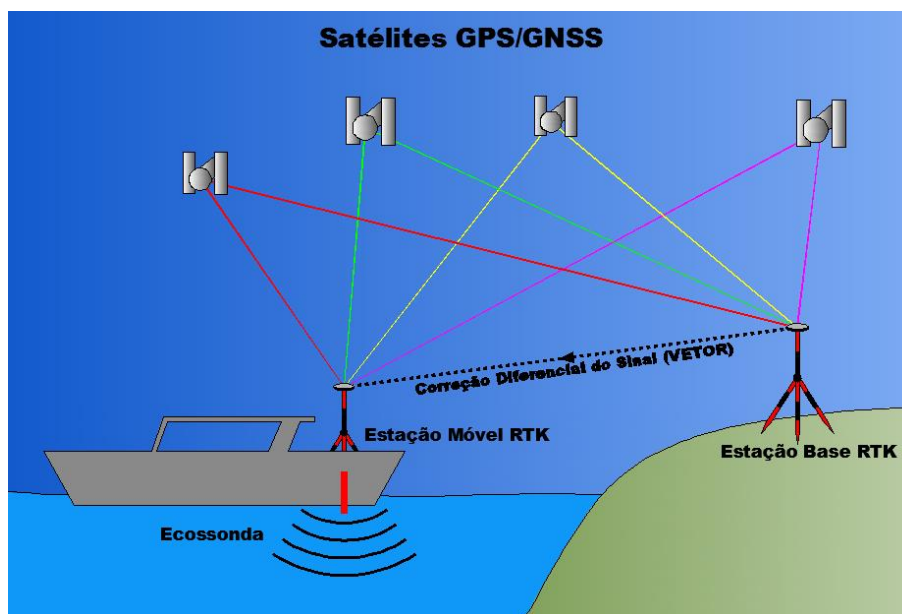 Satélites GPS/GNSS
Correção Diferencial do Sinal (VETOR)
Estação Móvel RTK
Estação Base RTK
Ecossonda